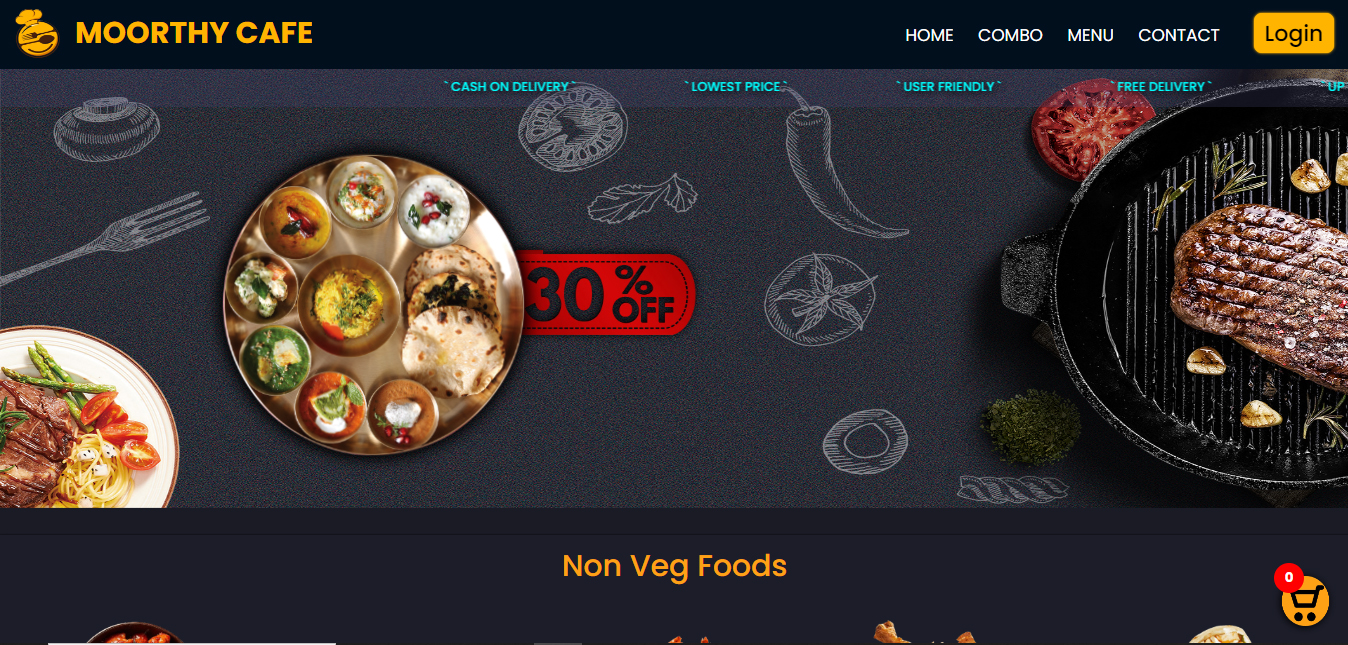 MOORTHY CAFE
HOME COMBO MENU CONTACT Login
` CASH ON DELIVERY ` ` LOWEST PRICE ` ` USER FRIENDLY ` ` FREE DELIVERY ` UP
30 % OFF
Non Veg Foods
0